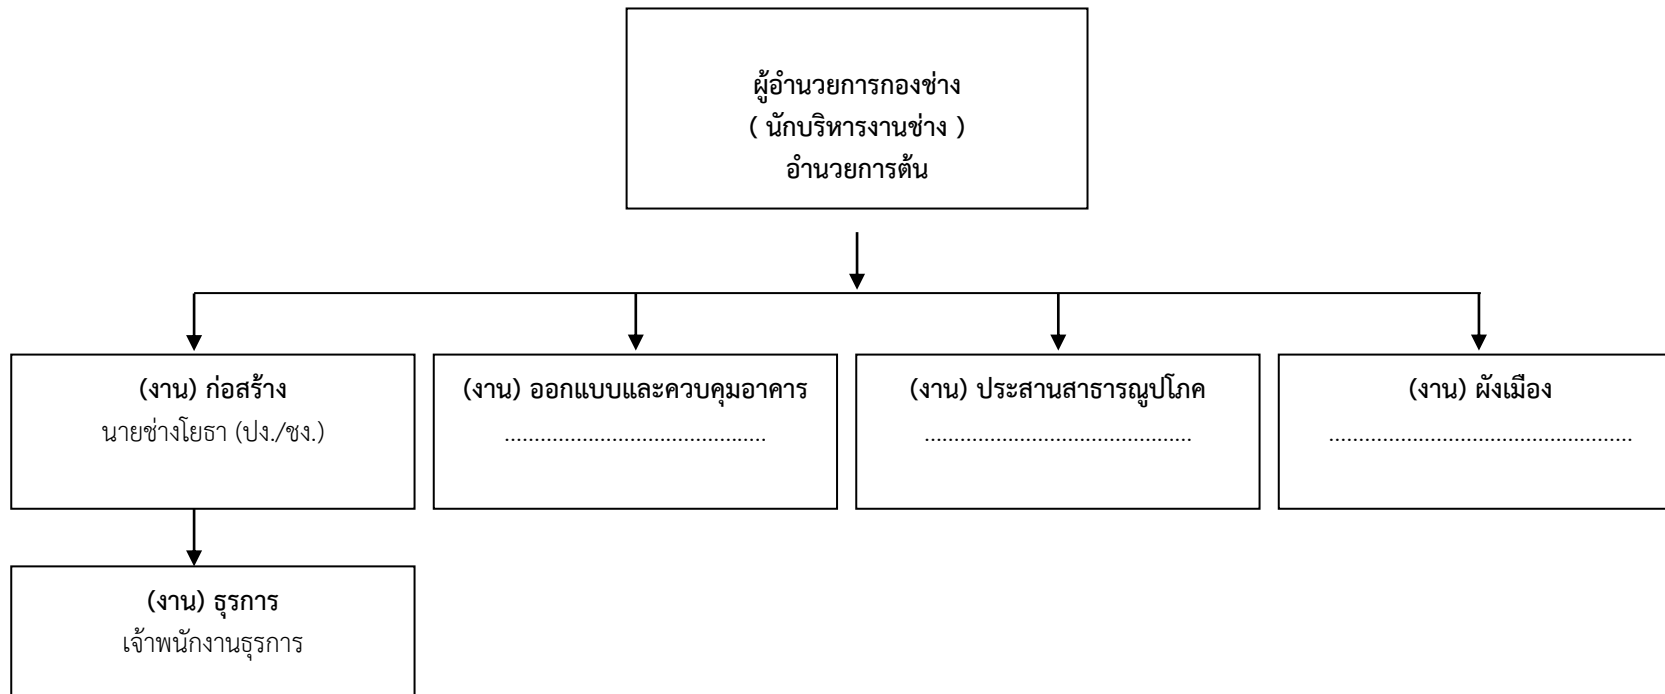 ผู้อำนวยการกองช่าง
( นักบริหารงานช่าง )
อำนวยการต้น
(งาน) ก่อสร้าง
นายช่างโยธา (ปง./ชง.)
(งาน) ออกแบบและควบคุมอาคาร
............................................
(งาน) ประสานสาธารณูปโภค
.............................................
(งาน) ผังเมือง
...................................................
(งาน) ธุรการ
เจ้าพนักงานธุรการ